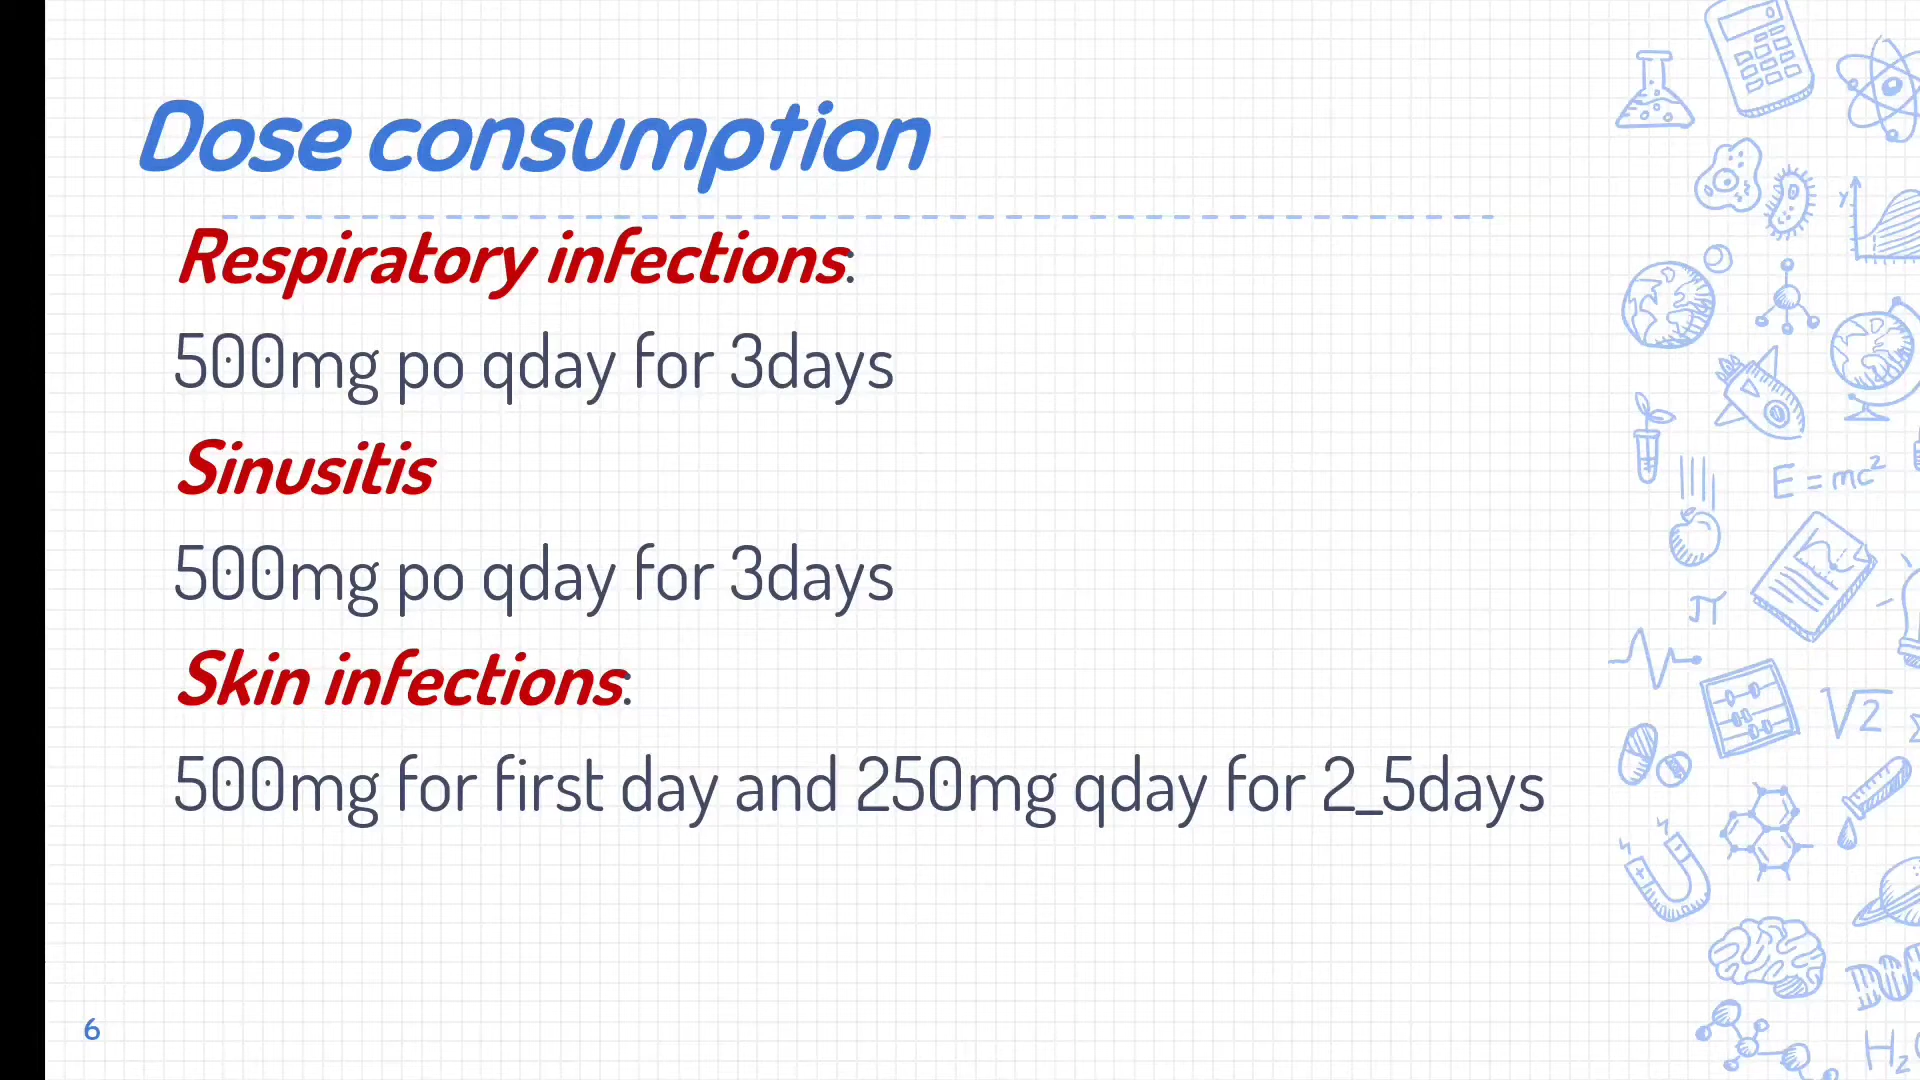 Dose consumption
Respiratory infections:
500mg po qday for 3days
Sinusitis
500mg po qday for 3days
Skin infections:
500mg for first day and 250mg qday for 2_5days
6
Y
E = mc²
π
√2
H₂